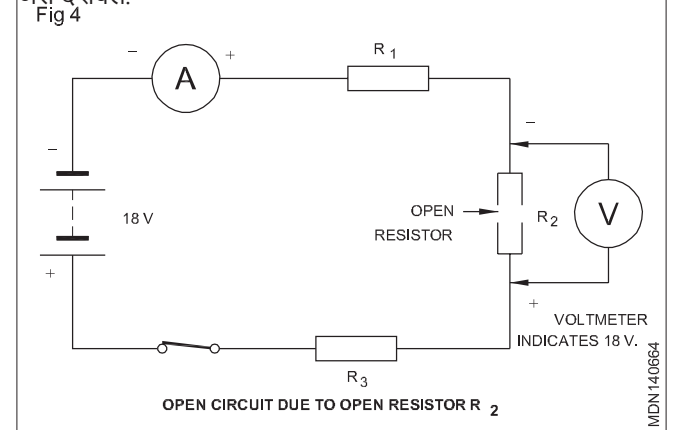 Fig 4
− A +
R 1
−
−
18 V
OPEN
RESISTOR
R 2
V
+
+
VOLTMETER
INDICATES 18 V.
R 3
OPEN CIRCUIT DUE TO OPEN RESISTOR R 2
MDN140664